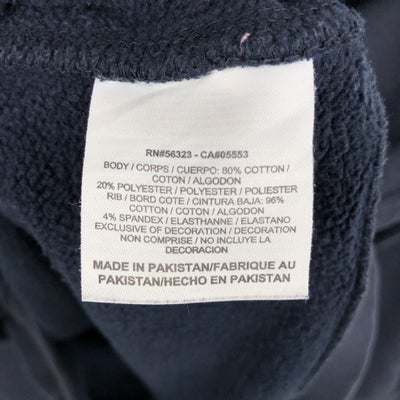 RN#56323 - CA#05553
BODY / CORPS / CUERPO: 80% COTTON /
COTON / ALGODON
20% POLYESTER / POLYESTER / POLIESTER
RIB / BORD COTE / CINTURA BAJA: 96%
COTTON / COTON / ALGODON
4% SPANDEX / ELASTHANNE / ELASTANO
EXCLUSIVE OF DECORATION / DECORATION
NON COMPRISE / NO INCLUYE LA
DECORACION
MADE IN PAKISTAN/FABRIQUE AU
PAKISTAN/HECHO EN PAKISTAN